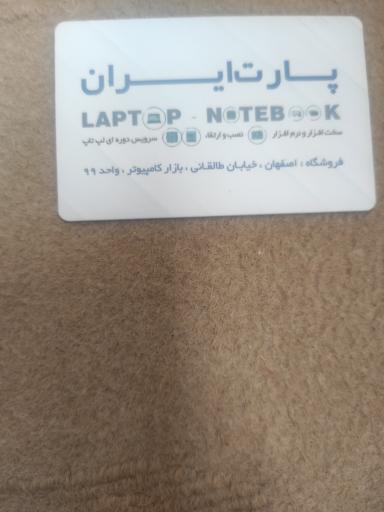 پارت ایران
LAPTOP - NOTEBOOK
سخت افزار و نرم افزار نصب و ارتقاء سرویس دوره ای لپ تاپ
فروشگاه : اصفهان ، خیابان طالقانی ، بازار کامپیوتر ، واحد ۹۹